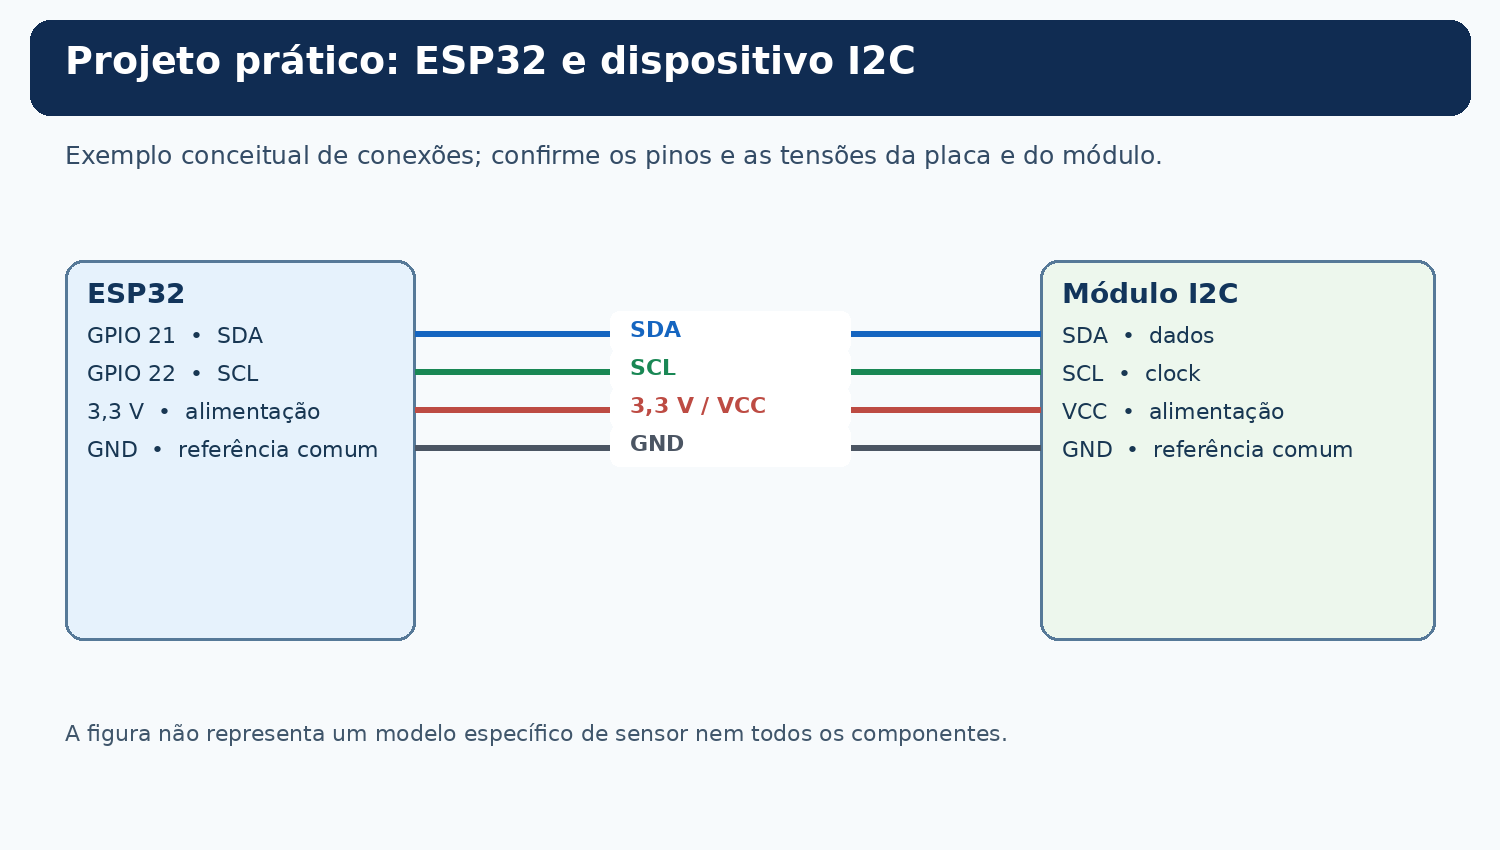 Projeto prático: ESP32 e dispositivo I2C
Exemplo conceitual de conexões; confirme os pinos e as tensões da placa e do módulo.
ESP32
GPIO 21 • SDA
GPIO 22 • SCL
3,3 V • alimentação
GND • referência comum
SDA
SCL
3,3 V / VCC
GND
Módulo I2C
SDA • dados
SCL • clock
VCC • alimentação
GND • referência comum
A figura não representa um modelo específico de sensor nem todos os componentes.